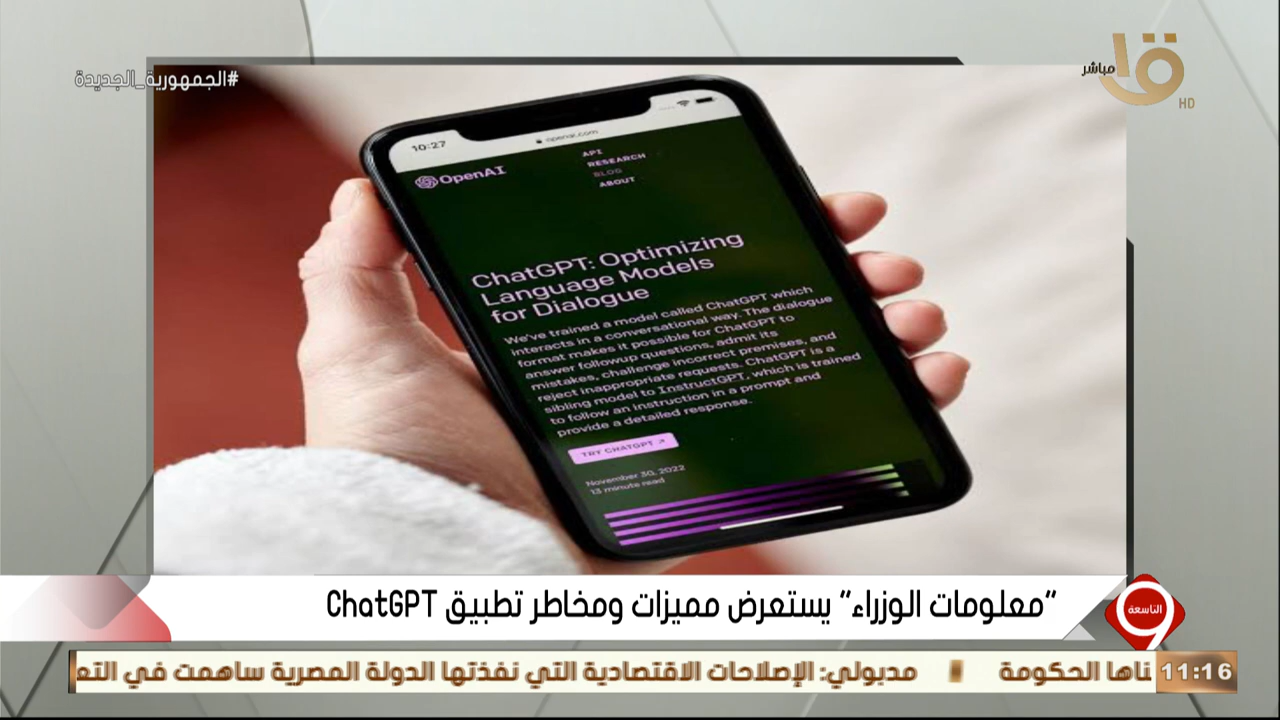 #الجمهورية_الجديدة
مباشر
HD
10:27
openai.com
OpenAI
API
RESEARCH
BLOG
ABOUT
ChatGPT: Optimizing
Language Models
for Dialogue
We've trained a model called ChatGPT which
interacts in a conversational way. The dialogue
format makes it possible for ChatGPT to
answer followup questions, admit its
mistakes, challenge incorrect premises, and
reject inappropriate requests. ChatGPT is a
sibling model to InstructGPT, which is trained
to follow an instruction in a prompt and
provide a detailed response.
TRY CHATGPT ↗
November 30, 2022
13 minute read
"معلومات الوزراء" يستعرض مميزات ومخاطر تطبيق ChatGPT
التاسعة
9
الحكومة ▪ مدبولي: الإصلاحات الاقتصادية التي نفذتها الدولة المصرية ساهمت في
11:16